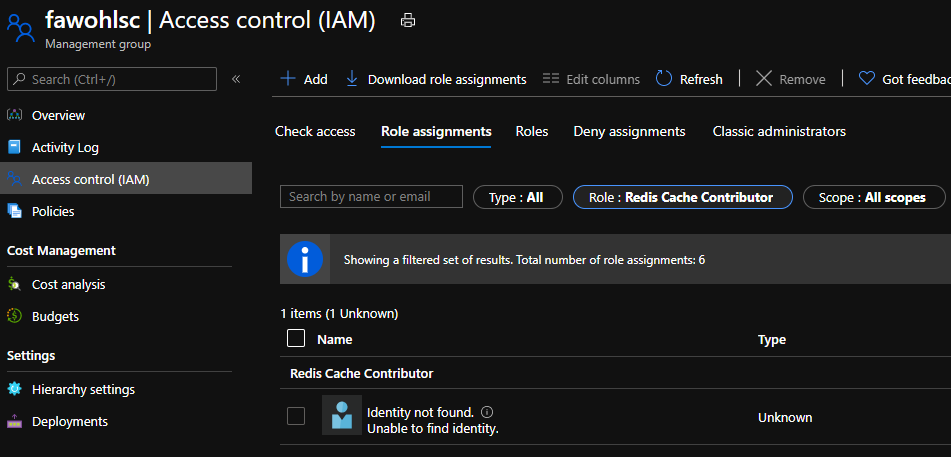 fawohlsc | Access control (IAM)
Management group
Search (Ctrl+/)
«
Overview
Activity Log
Access control (IAM)
Policies
Cost Management
Cost analysis
Budgets
Settings
Hierarchy settings
Deployments
+ Add
Download role assignments
Edit columns
Refresh
Remove
Got feedbac
Check access
Role assignments
Roles
Deny assignments
Classic administrators
Search by name or email
Type : All
Role : Redis Cache Contributor
Scope : All scopes
Showing a filtered set of results. Total number of role assignments: 6
1 items (1 Unknown)
Name
Type
Redis Cache Contributor
Identity not found.
Unable to find identity.
Unknown